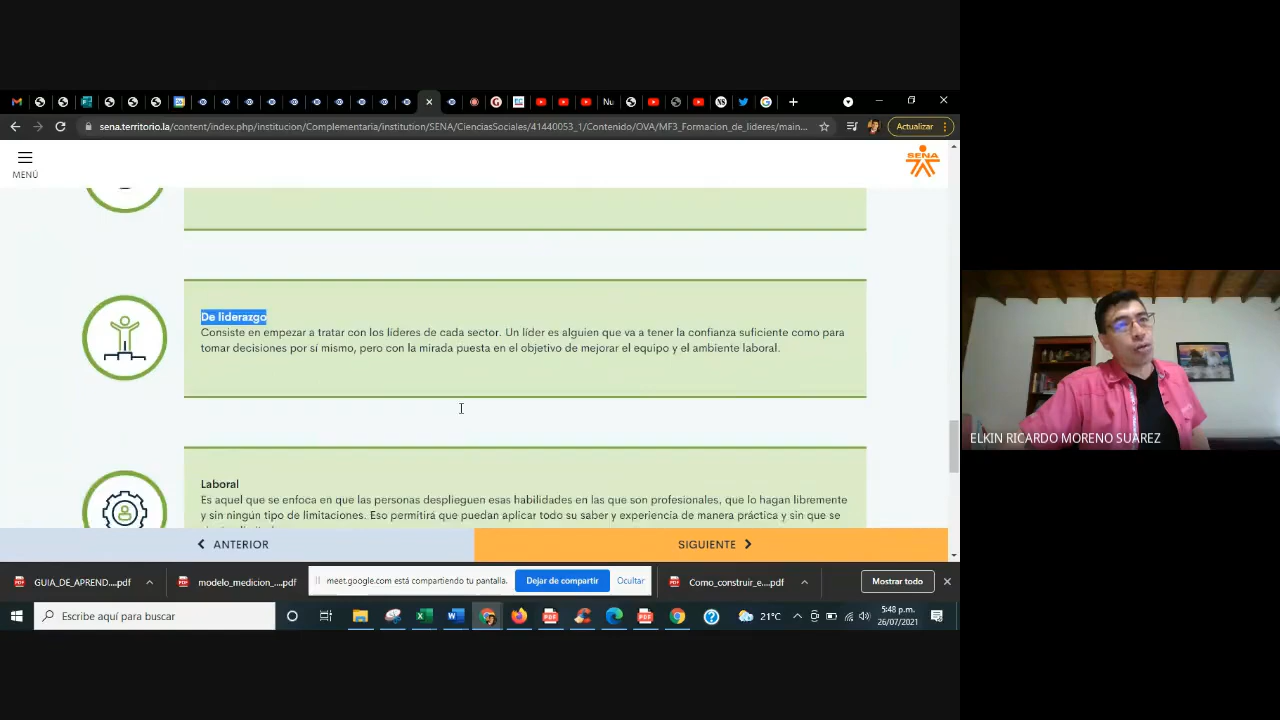 Nu
sena.territorio.la/content/index.php/institucion/Complementaria/institution/SENA/CienciasSociales/41440053_1/Contenido/OVA/MF3_Formacion_de_lideres/main...
Actualizar
MENÚ
SENA
De liderazgo
Consiste en empezar a tratar con los líderes de cada sector. Un líder es alguien que va a tener la confianza suficiente como para
tomar decisiones por sí mismo, pero con la mirada puesta en el objetivo de mejorar el equipo y el ambiente laboral.
Laboral
Es aquel que se enfoca en que las personas desplieguen esas habilidades en las que son profesionales, que lo hagan libremente
y sin ningún tipo de limitaciones. Eso permitirá que puedan aplicar todo su saber y experiencia de manera práctica y sin que se
ANTERIOR
SIGUIENTE
GUIA_DE_APREND....pdf
modelo_medicion_....pdf
meet.google.com está compartiendo tu pantalla.
Dejar de compartir
Ocultar
Como_construir_e....pdf
Mostrar todo
Escribe aquí para buscar
21°C
5:48 p.m.
26/07/2021
ELKIN RICARDO MORENO SUAREZ